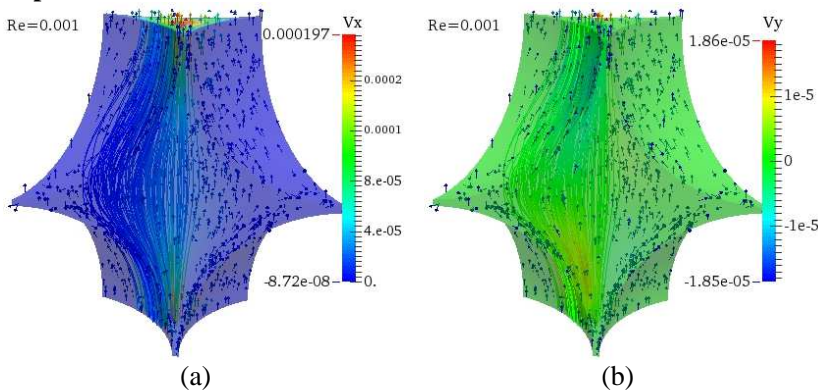 Re=0.001
Vx
0.000197
0.0002
0.0001
8.e-05
4.e-05
0.
-8.72e-08
(a)
Re=0.001
Vy
1.86e-05
1e-5
0
-1e-5
-1.85e-05
(b)